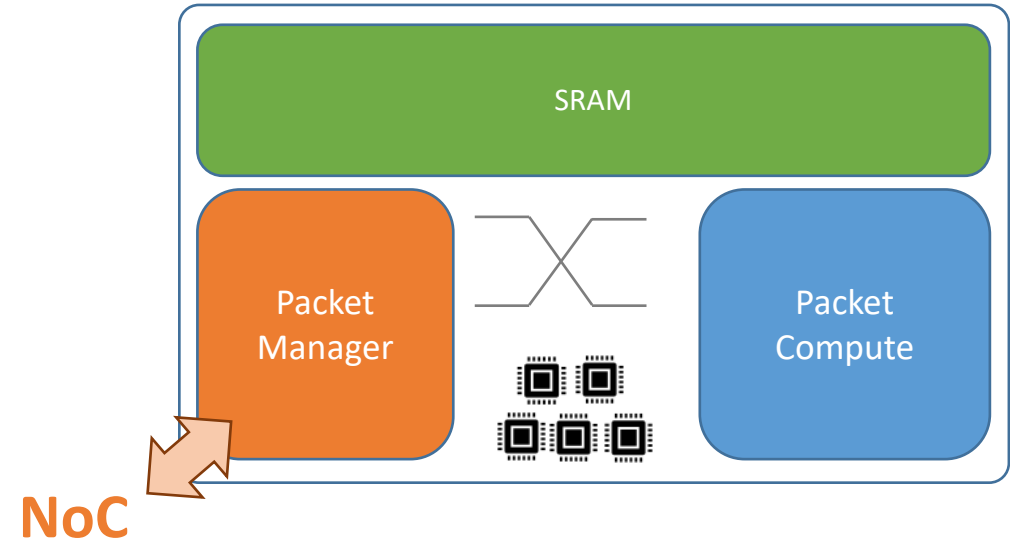 SRAM
Packet
Manager
Packet
Compute
NoC